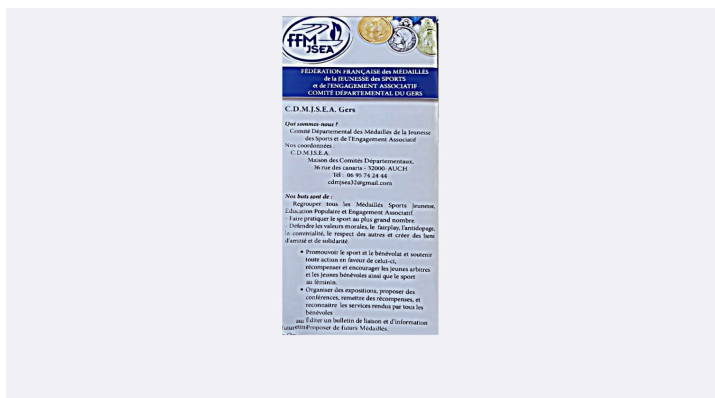 FFM
JSEA
FÉDÉRATION FRANÇAISE des MÉDAILLÉS
de la JEUNESSE des SPORTS
et de l'ENGAGEMENT ASSOCIATIF
COMITÉ DÉPARTEMENTAL DU GERS
C.D.M.J.S.E.A. Gers
Qui sommes-nous ?
Comité Départemental des Médaillés de la Jeunesse
des Sports et de l'Engagement Associatif
Nos coordonnées :
C.D.M.J.S.E.A.
Maison des Comités Départementaux,
36 rue des canaris - 32000- AUCH
Tél : 06 95 74 24 44
cdmjsea32@gmail.com
Nos buts sont de :
- Regrouper tous les Médaillés Sports Jeunesse,
Education Populaire et Engagement Associatif.
- Faire pratiquer le sport au plus grand nombre
- Défendre les valeurs morales, le fairplay, l'antidopage,
la convivialité, le respect des autres et créer des liens
d'amitié et de solidarité.
• Promouvoir le sport et le bénévolat et soutenir
toute action en faveur de celui-ci,
récompenser et encourager les jeunes arbitres
et les jeunes bénévoles ainsi que le sport
au féminin.
• Organiser des expositions, proposer des
conférences, remettre des récompenses, et
reconnaitre les services rendus par tous les
bénévoles
Éditer un bulletin de liaison et d'information
Proposer de futurs Médaillés.